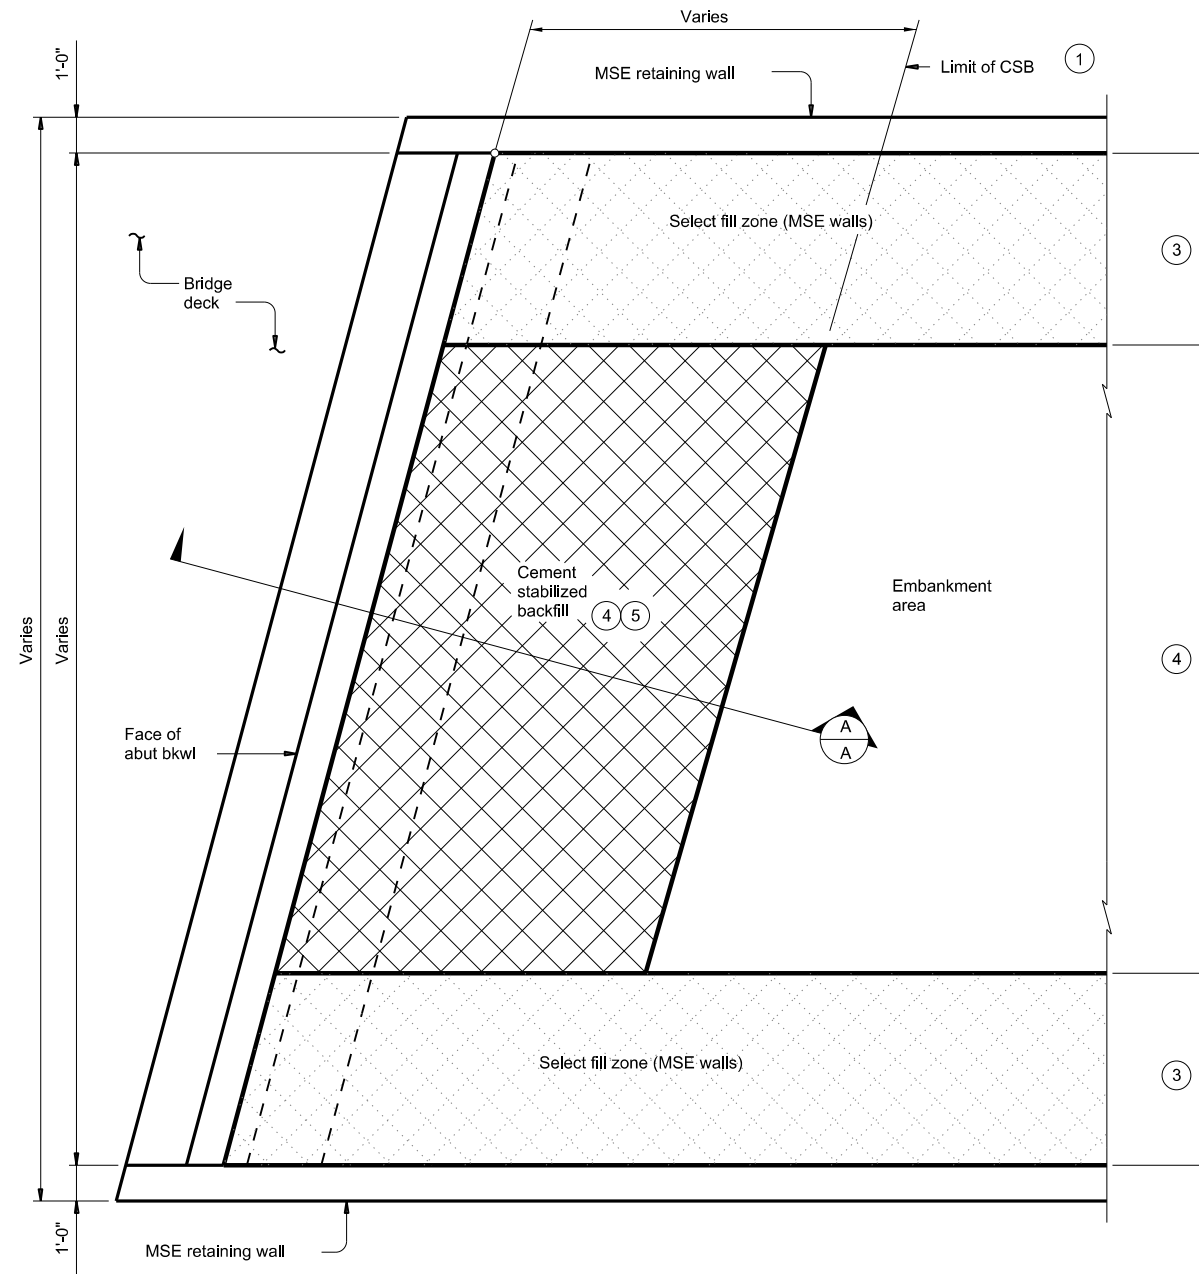 Varies
1'-0"
MSE retaining wall
Limit of CSB
1
Select fill zone (MSE walls)
3
Bridge
deck
Varies
Varies
Cement
stabilized
backfill
4 5
Embankment
area
4
Face of
abut bkwl
A
A
Select fill zone (MSE walls)
3
1'-0"
MSE retaining wall